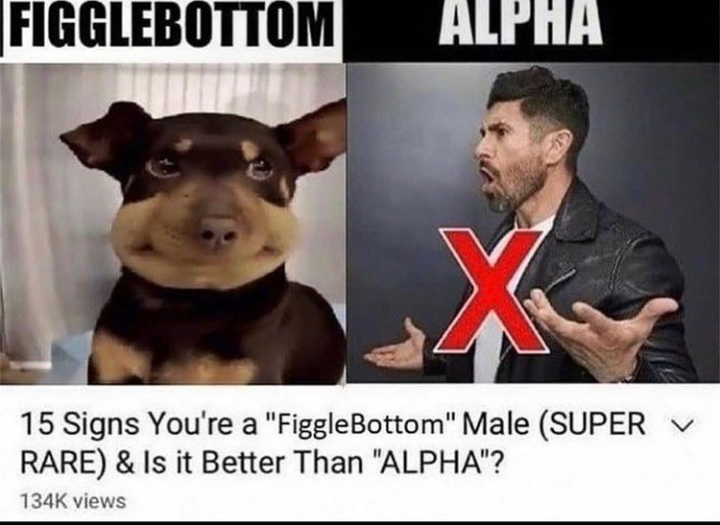 FIGGLEBOTTOM
ALPHA
X
15 Signs You're a "FiggleBottom" Male (SUPER
RARE) & Is it Better Than "ALPHA"?
134K views